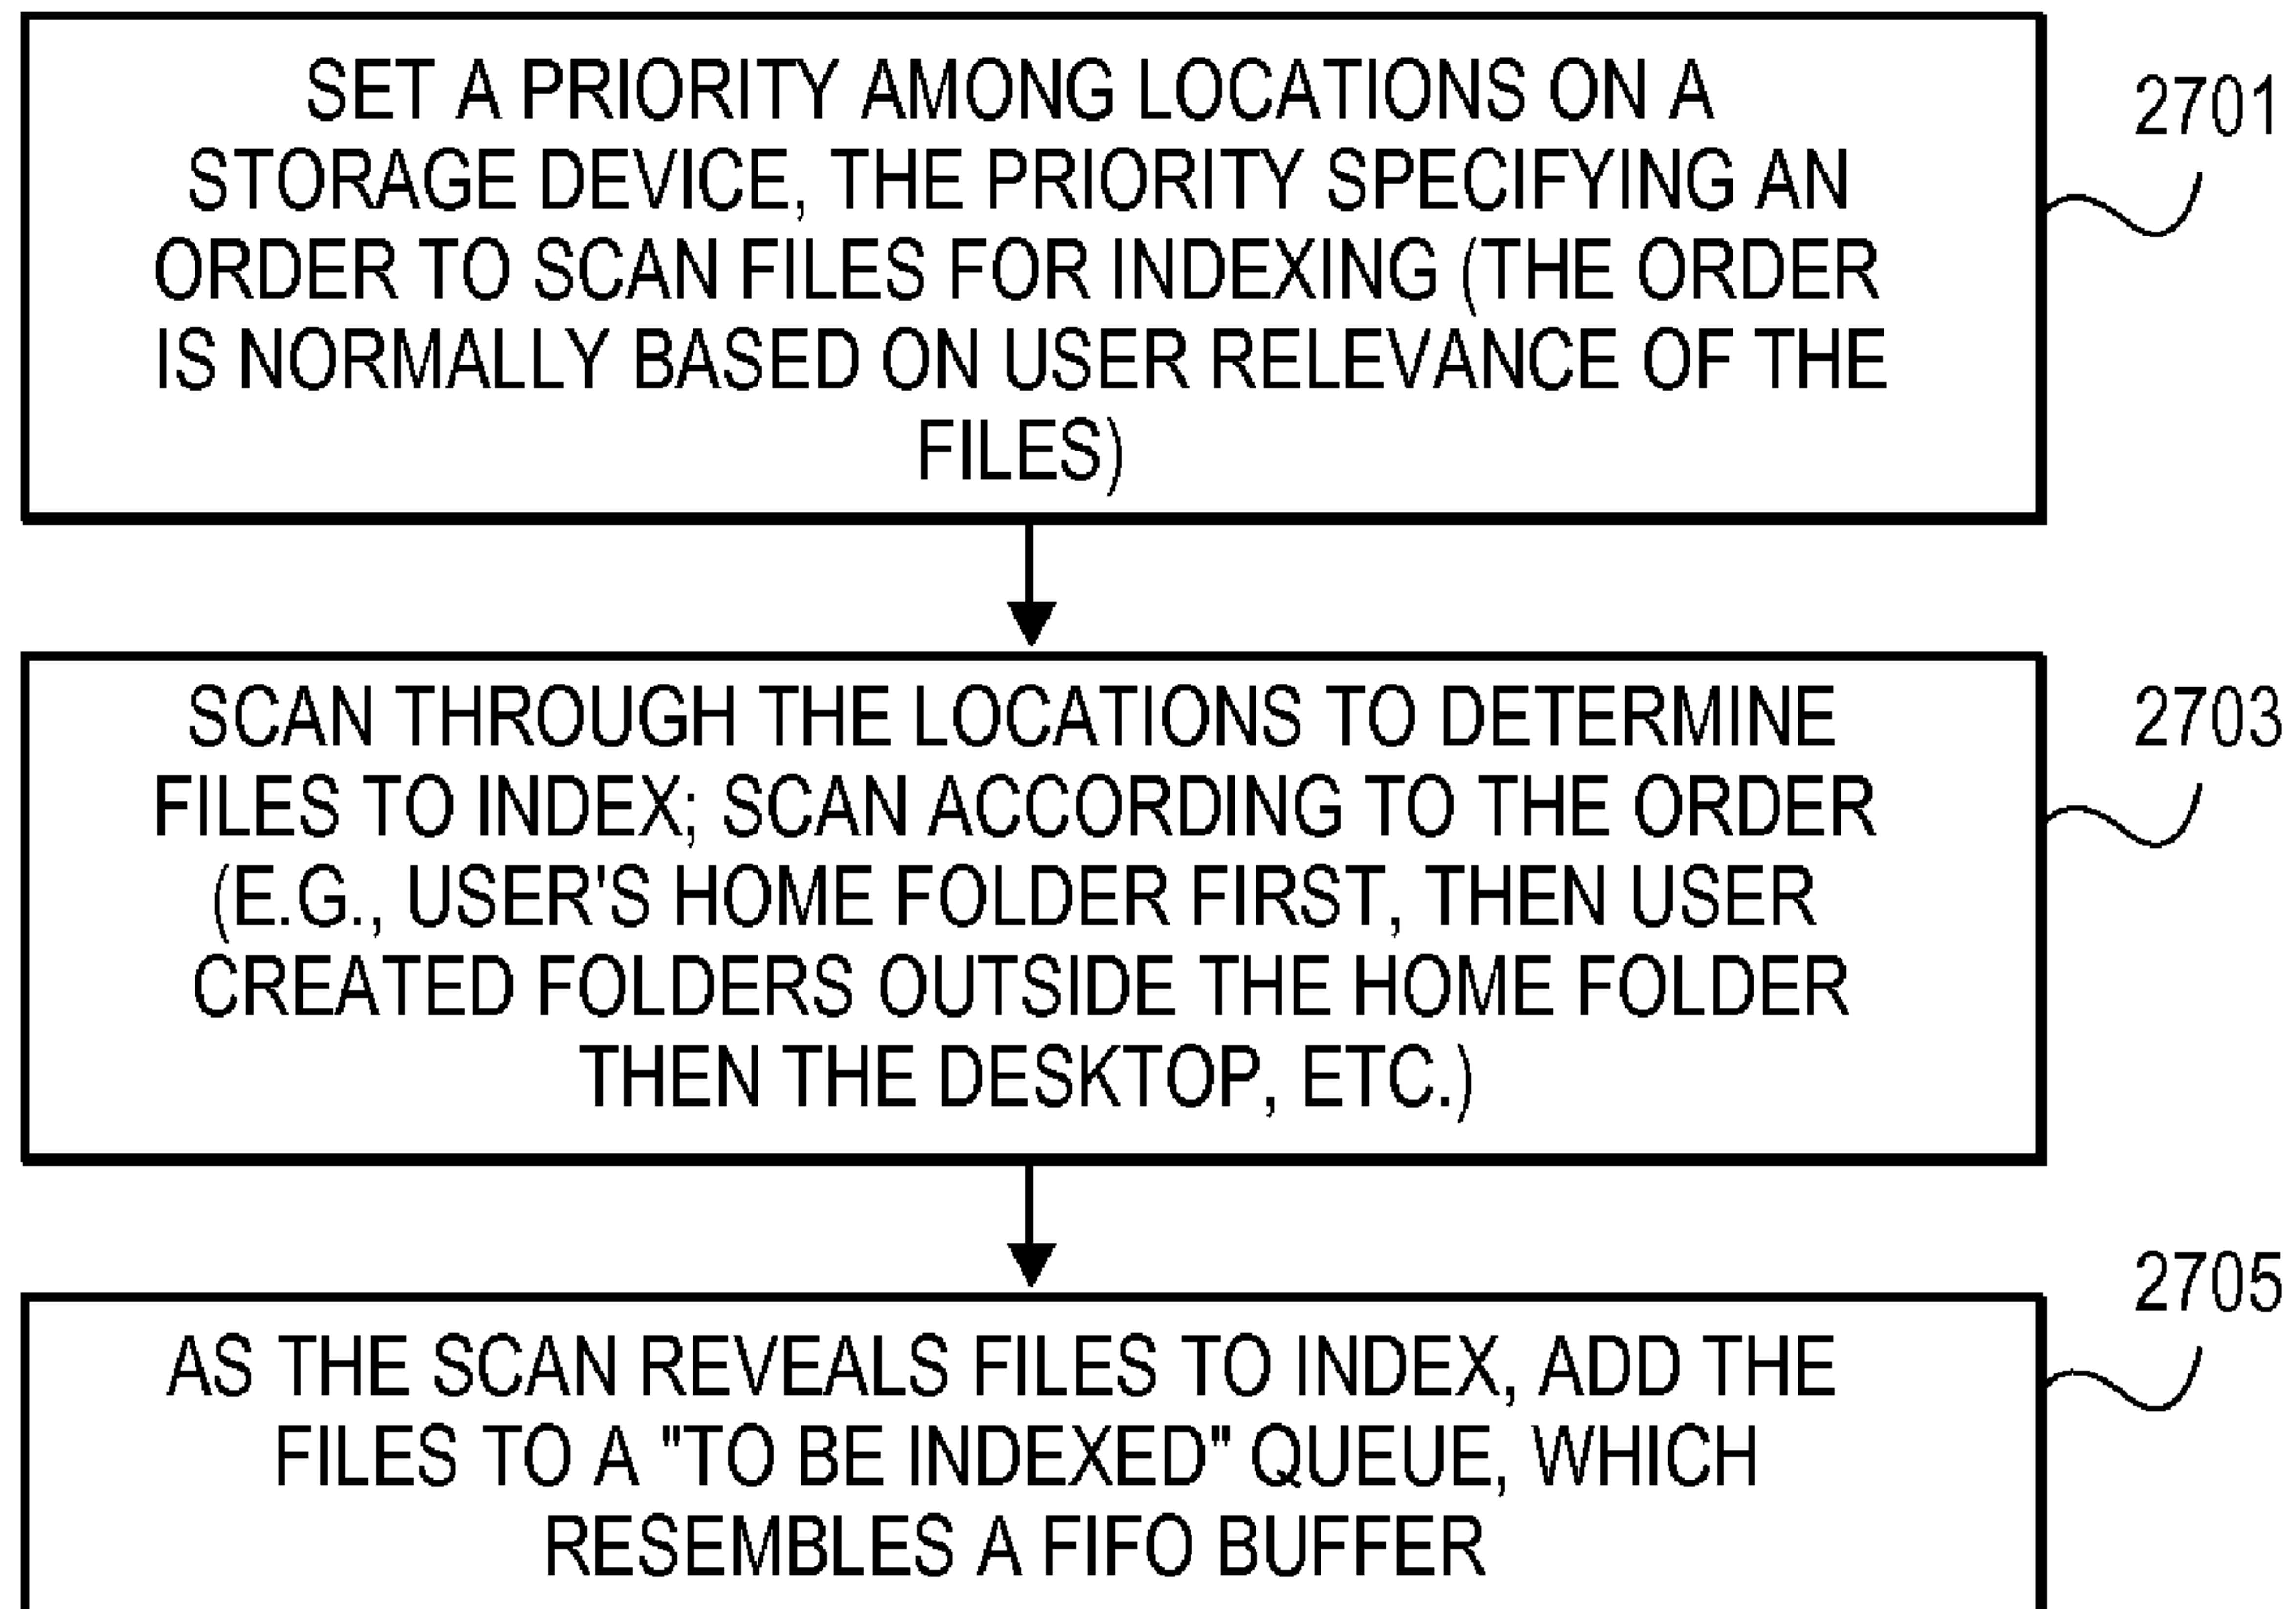 SET A PRIORITY AMONG LOCATIONS ON A
STORAGE DEVICE, THE PRIORITY SPECIFYING AN
ORDER TO SCAN FILES FOR INDEXING (THE ORDER
IS NORMALLY BASED ON USER RELEVANCE OF THE
FILES)
2701
SCAN THROUGH THE LOCATIONS TO DETERMINE
FILES TO INDEX; SCAN ACCORDING TO THE ORDER
(E.G., USER'S HOME FOLDER FIRST, THEN USER
CREATED FOLDERS OUTSIDE THE HOME FOLDER
THEN THE DESKTOP, ETC.)
2703
AS THE SCAN REVEALS FILES TO INDEX, ADD THE
FILES TO A "TO BE INDEXED" QUEUE, WHICH
RESEMBLES A FIFO BUFFER
2705